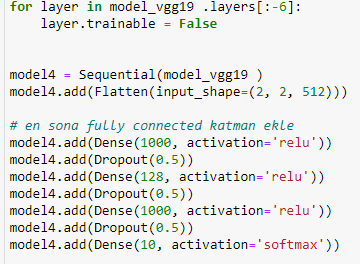 for layer in model_vgg19 .layers[:-6]:
    layer.trainable = False
model4 = Sequential(model_vgg19 )
model4.add(Flatten(input_shape=(2, 2, 512)))
# en sona fully connected katman ekle
model4.add(Dense(1000, activation='relu'))
model4.add(Dropout(0.5))
model4.add(Dense(128, activation='relu'))
model4.add(Dropout(0.5))
model4.add(Dense(1000, activation='relu'))
model4.add(Dropout(0.5))
model4.add(Dense(10, activation='softmax'))